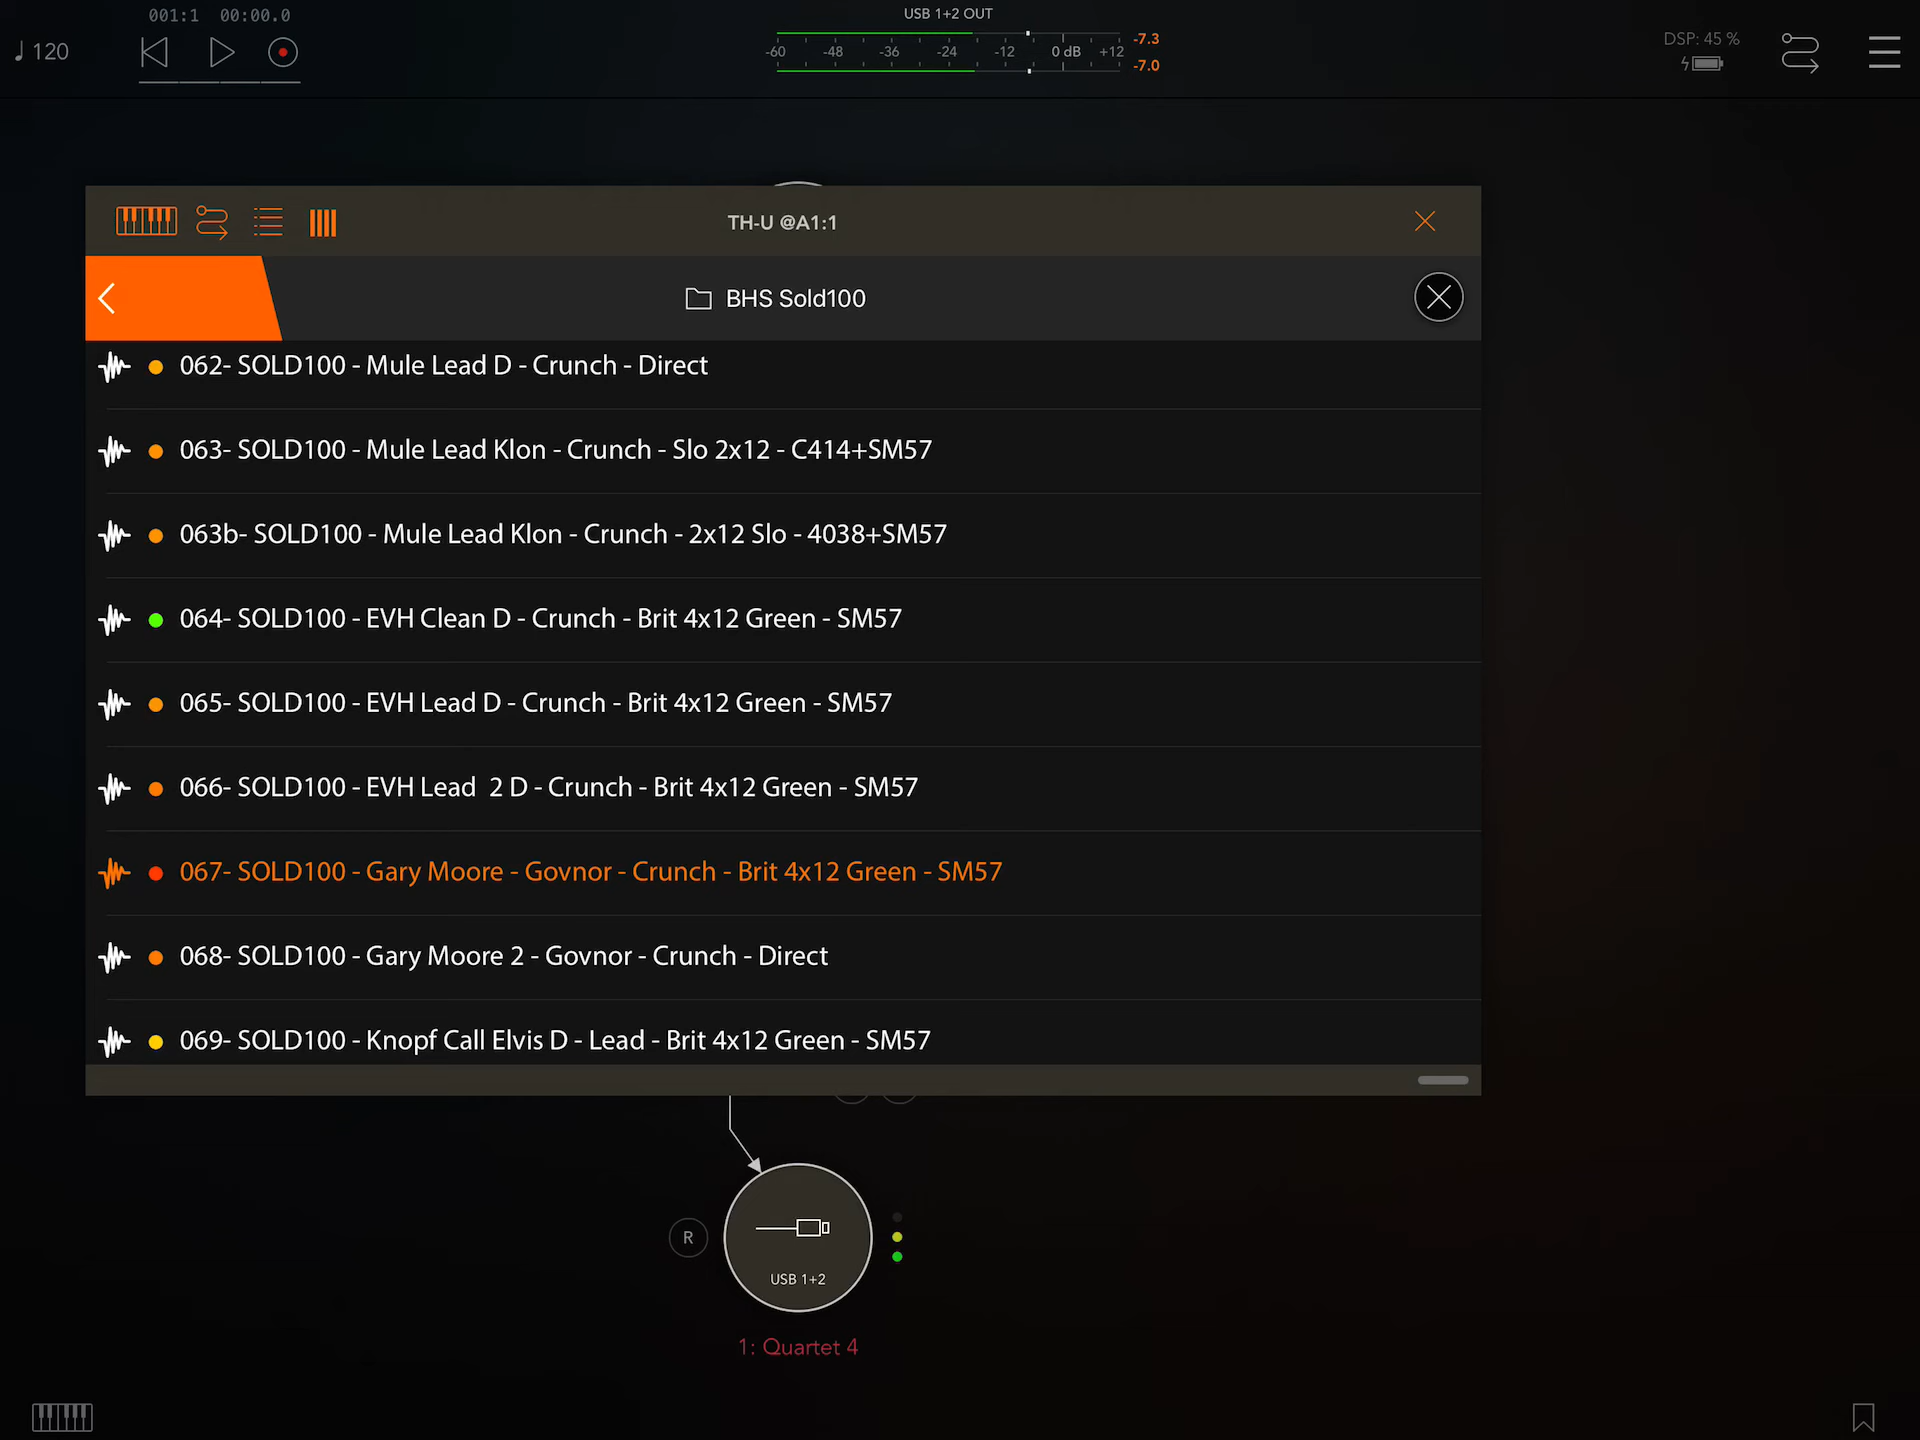 001:1 00:00.0
USB 1+2 OUT
♩ 120
-60 -48 -36 -24 -12 0 dB +12
-7.3
-7.0
DSP: 45 %
TH-U @A1:1
BHS Sold100
062- SOLD100 - Mule Lead D - Crunch - Direct
063- SOLD100 - Mule Lead Klon - Crunch - Slo 2x12 - C414+SM57
063b- SOLD100 - Mule Lead Klon - Crunch - 2x12 Slo - 4038+SM57
064- SOLD100 - EVH Clean D - Crunch - Brit 4x12 Green - SM57
065- SOLD100 - EVH Lead D - Crunch - Brit 4x12 Green - SM57
066- SOLD100 - EVH Lead  2 D - Crunch - Brit 4x12 Green - SM57
067- SOLD100 - Gary Moore - Govnor - Crunch - Brit 4x12 Green - SM57
068- SOLD100 - Gary Moore 2 - Govnor - Crunch - Direct
069- SOLD100 - Knopf Call Elvis D - Lead - Brit 4x12 Green - SM57
R
USB 1+2
1: Quartet 4